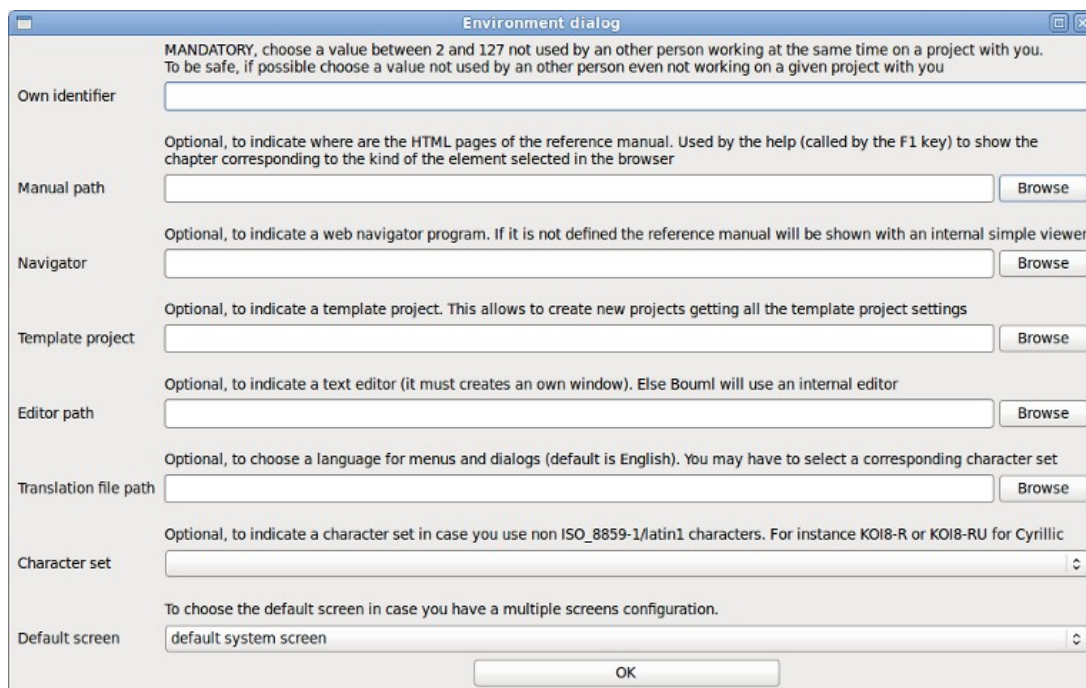 Environment dialog
MANDATORY, choose a value between 2 and 127 not used by an other person working at the same time on a project with you.
To be safe, if possible choose a value not used by an other person even not working on a given project with you
Own identifier
Optional, to indicate where are the HTML pages of the reference manual. Used by the help (called by the F1 key) to show the
chapter corresponding to the kind of the element selected in the browser
Manual path
Browse
Optional, to indicate a web navigator program. If it is not defined the reference manual will be shown with an internal simple viewer
Navigator
Browse
Optional, to indicate a template project. This allows to create new projects getting all the template project settings
Template project
Browse
Optional, to indicate a text editor (it must creates an own window). Else Bouml will use an internal editor
Editor path
Browse
Optional, to choose a language for menus and dialogs (default is English). You may have to select a corresponding character set
Translation file path
Browse
Optional, to indicate a character set in case you use non ISO_8859-1/latin1 characters. For instance KOI8-R or KOI8-RU for Cyrillic
Character set
To choose the default screen in case you have a multiple screens configuration.
Default screen
default system screen
OK